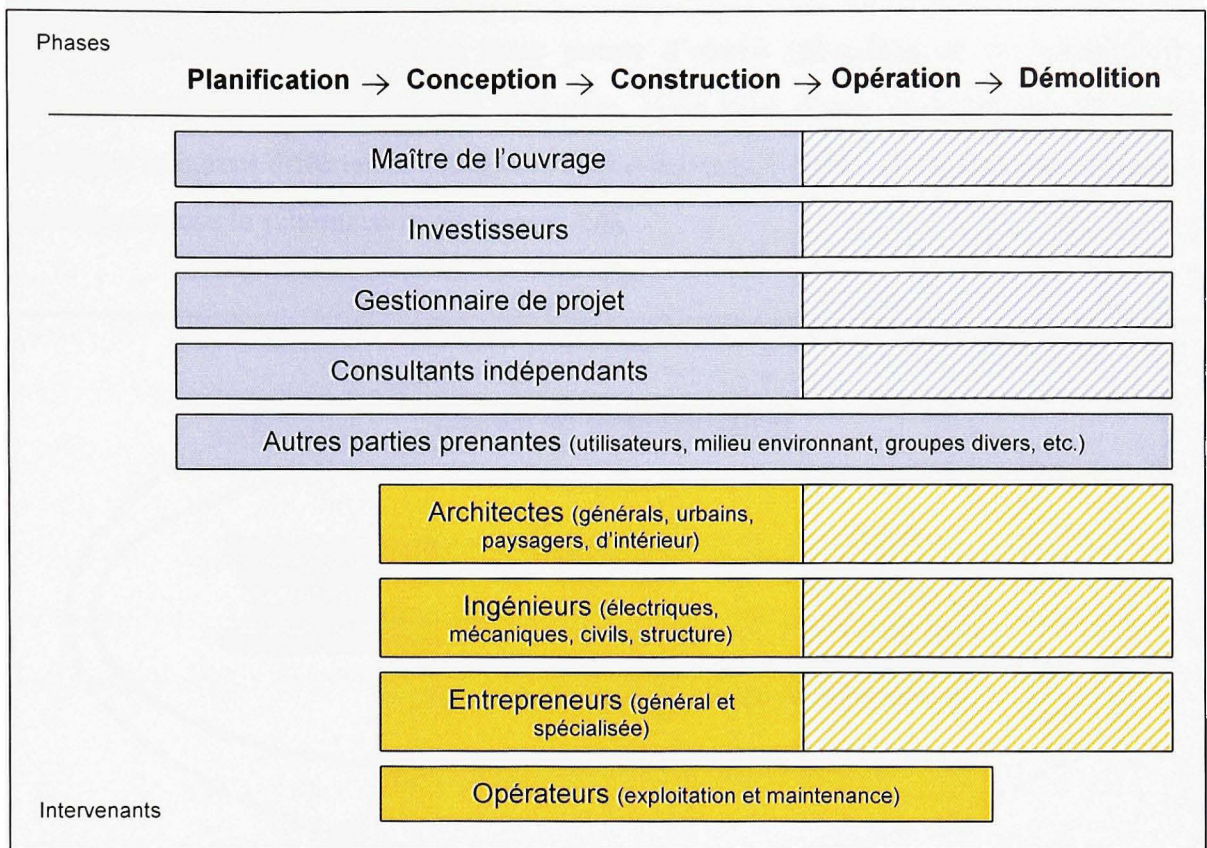 Phases
Planification → Conception → Construction → Opération → Démolition
Maître de l'ouvrage
Investisseurs
Gestionnaire de projet
Consultants indépendants
Autres parties prenantes (utilisateurs, milieu environnant, groupes divers, etc.)
Architectes (générals, urbains,
paysagers, d'intérieur)
Ingénieurs (électriques,
mécaniques, civils, structure)
Entrepreneurs (général et
spécialisée)
Opérateurs (exploitation et maintenance)
Intervenants